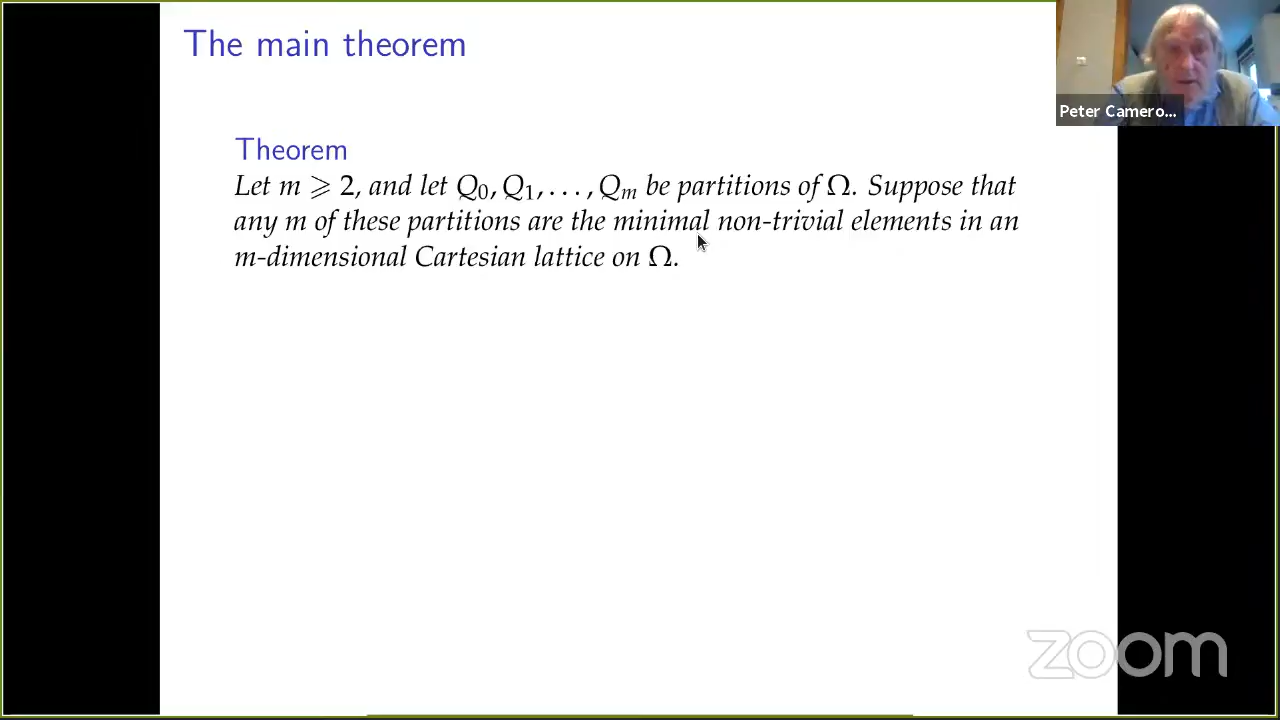 The main theorem
Peter Camero...
Theorem
Let m ⩾ 2, and let Q₀, Q₁, . . . , Qₘ be partitions of Ω. Suppose that
any m of these partitions are the minimal non-trivial elements in an
m-dimensional Cartesian lattice on Ω.
zoom